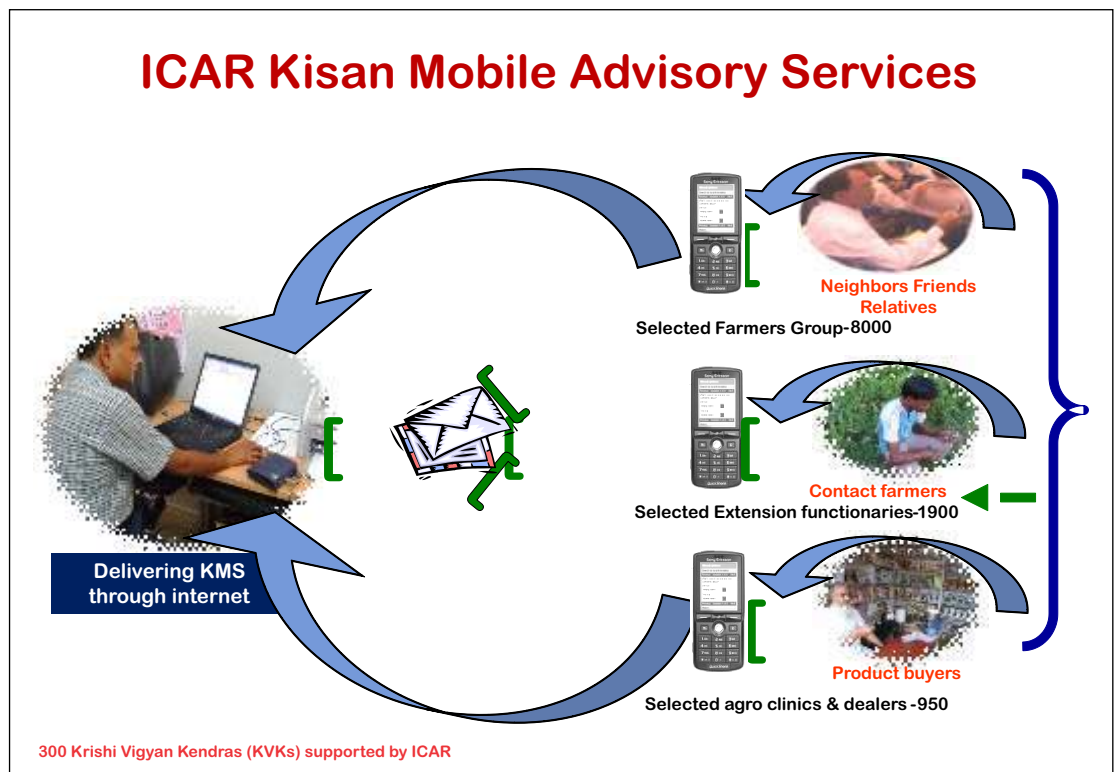 ICAR Kisan Mobile Advisory Services
Neighbors Friends
Relatives
Selected Farmers Group-8000
Contact farmers
Selected Extension functionaries-1900
Delivering KMS
through internet
Product buyers
Selected agro clinics & dealers -950
300 Krishi Vigyan Kendras (KVKs) supported by ICAR